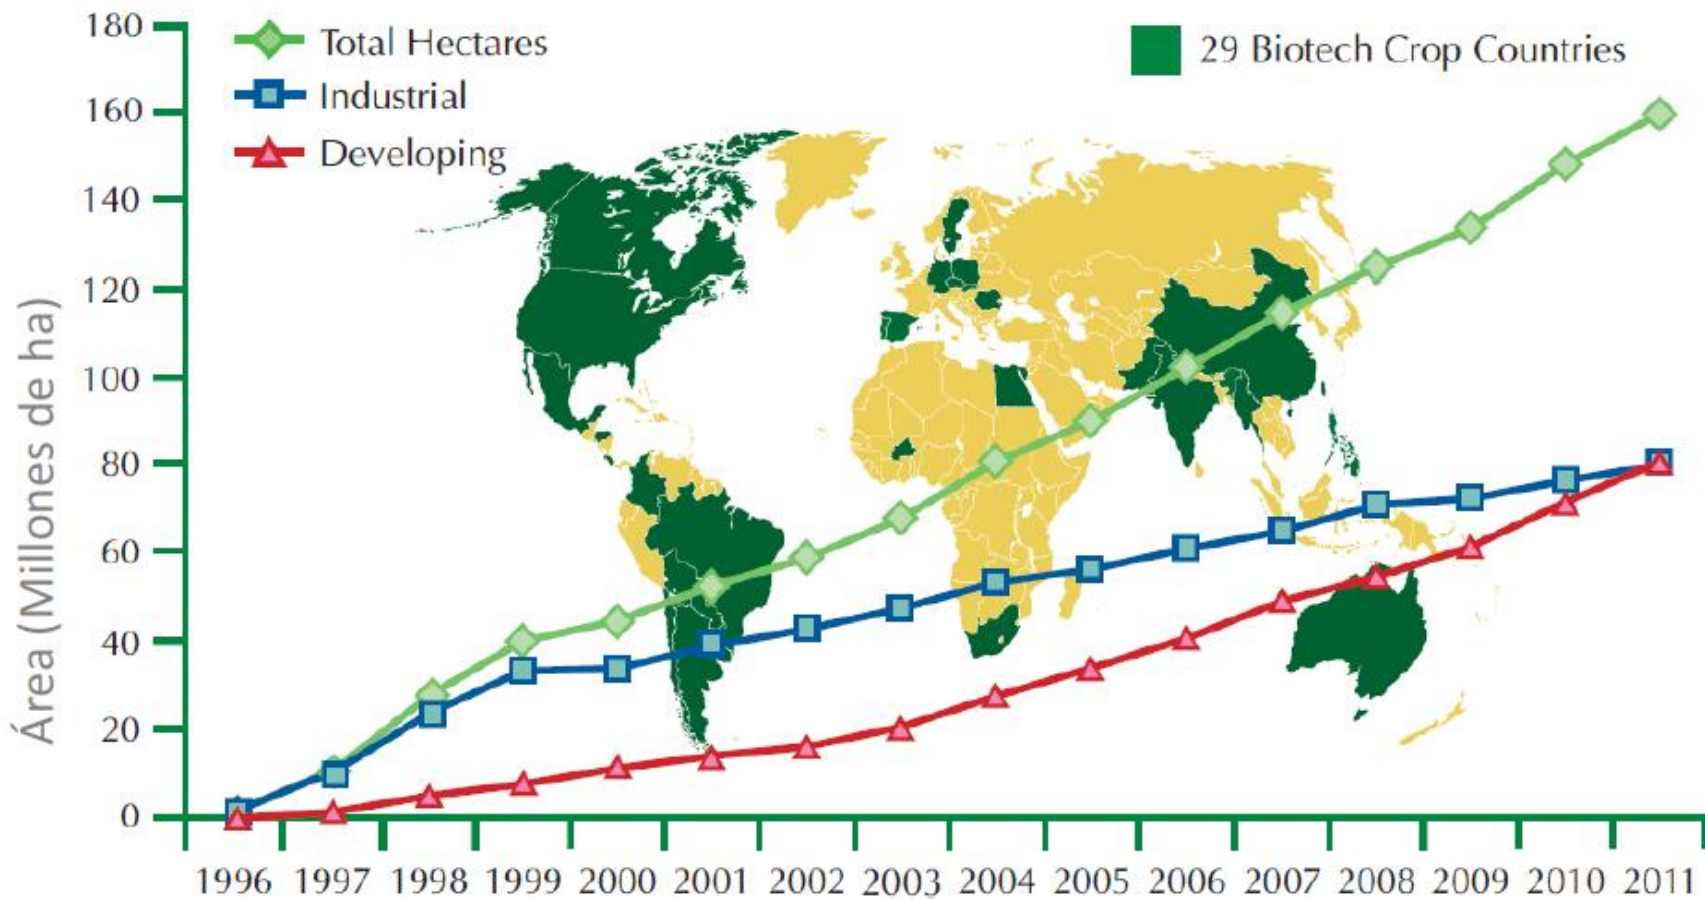 Total Hectares
Industrial
Developing
29 Biotech Crop Countries
Área (Millones de ha)
180
160
140
120
100
80
60
40
20
0
1996 1997 1998 1999 2000 2001 2002 2003 2004 2005 2006 2007 2008 2009 2010 2011